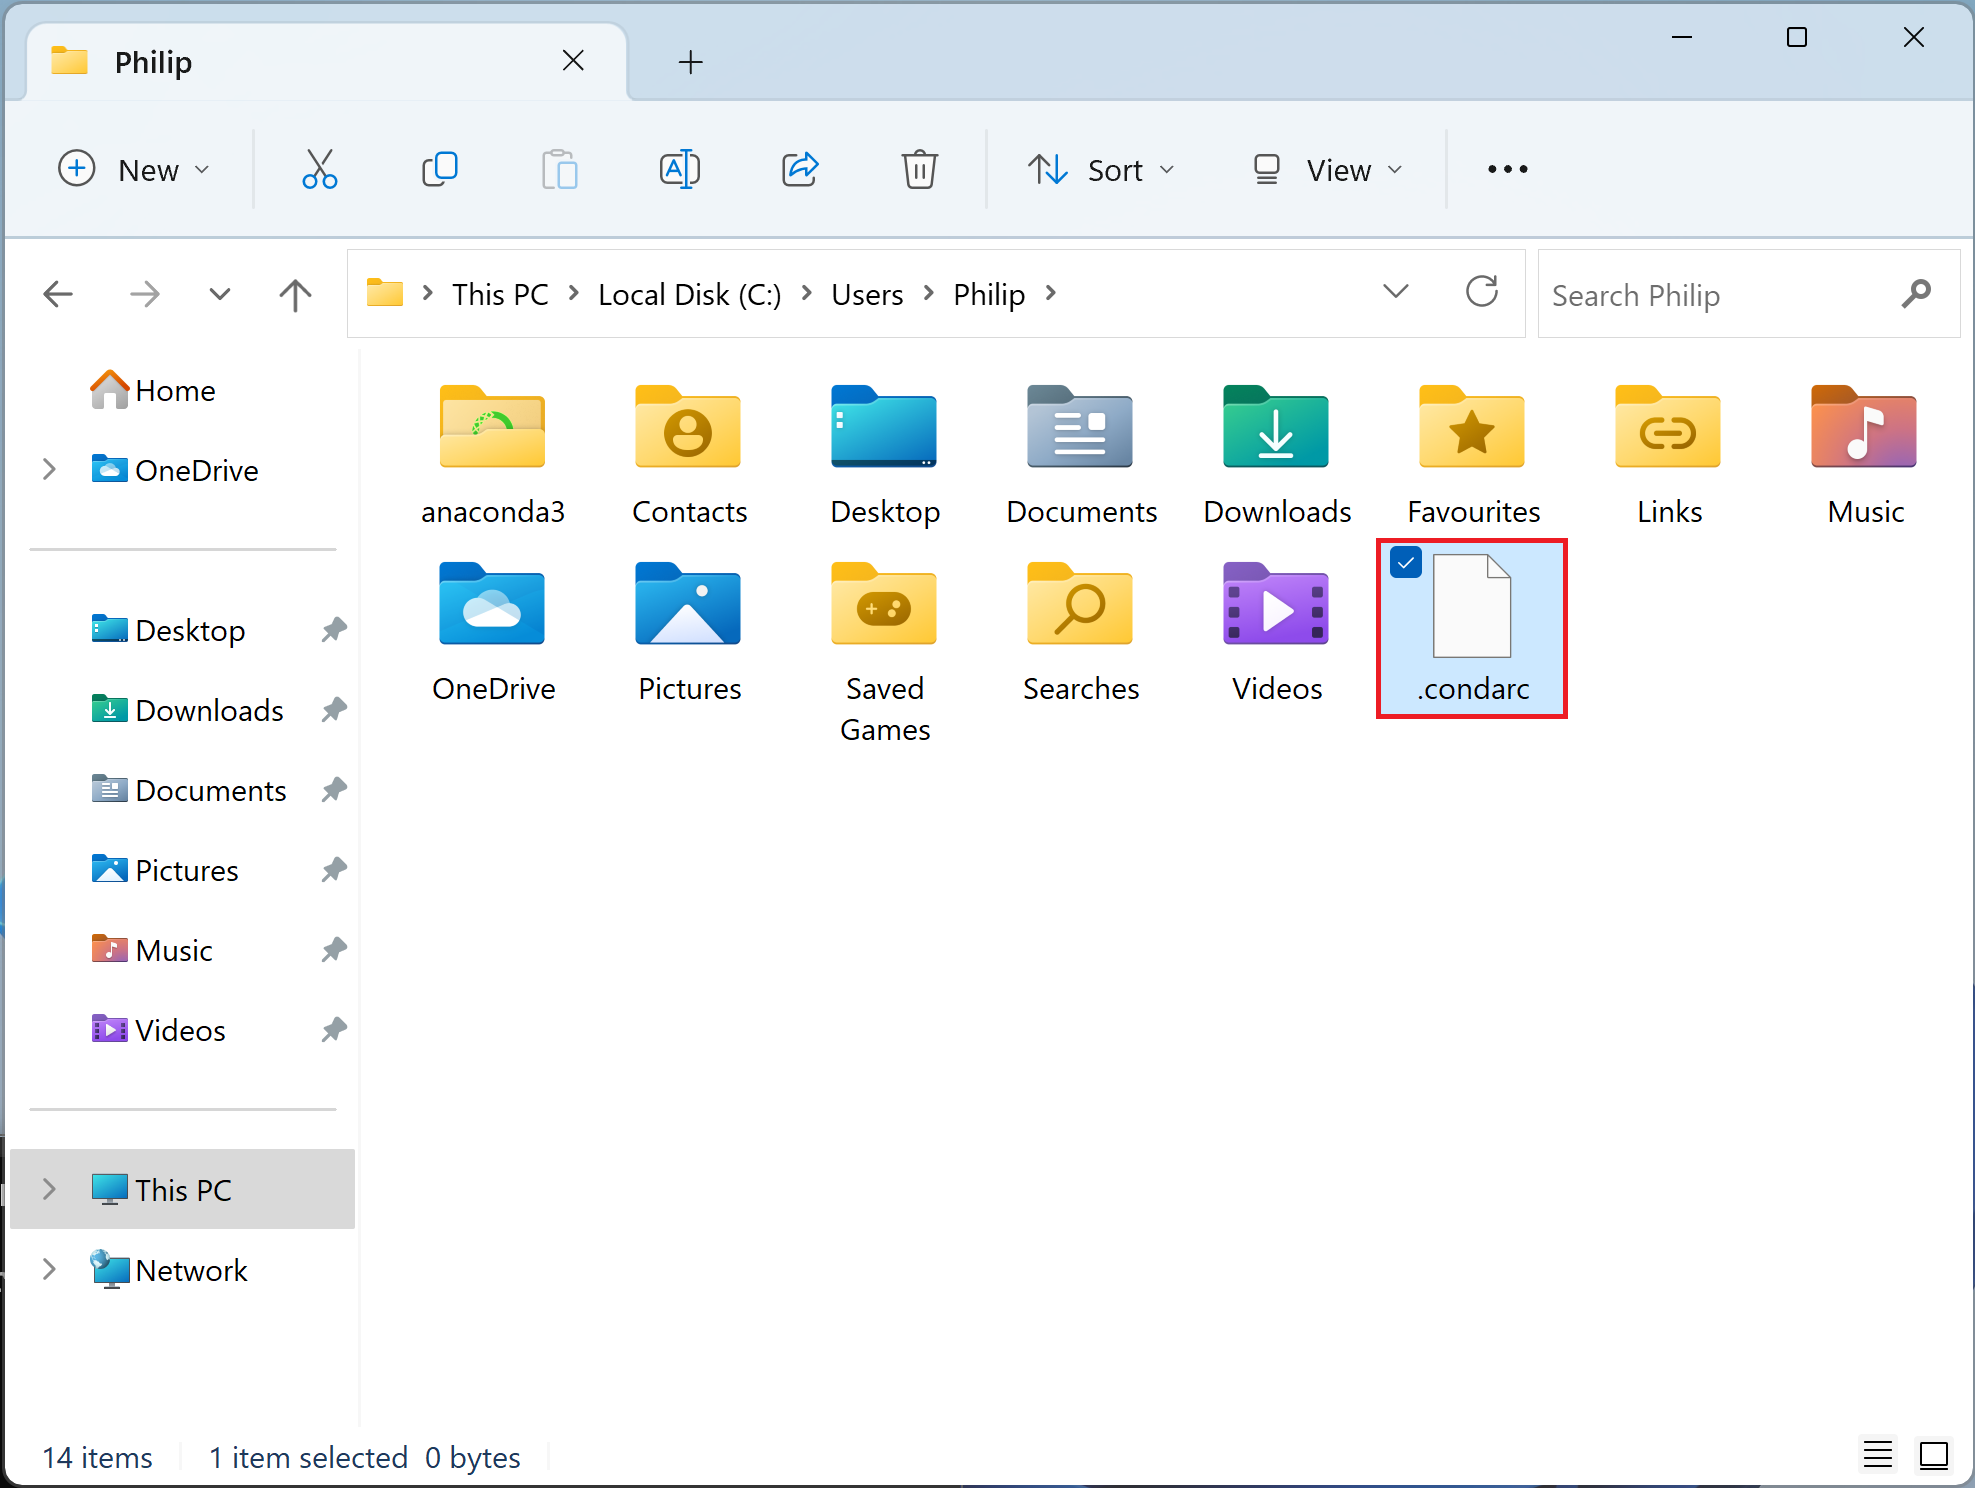 Philip
New
Sort
View
This PC > Local Disk (C:) > Users > Philip >
Search Philip
Home
OneDrive
Desktop
Downloads
Documents
Pictures
Music
Videos
This PC
Network
anaconda3
Contacts
Desktop
Documents
Downloads
Favourites
Links
Music
OneDrive
Pictures
Saved
Games
Searches
Videos
.condarc
14 items
1 item selected 0 bytes